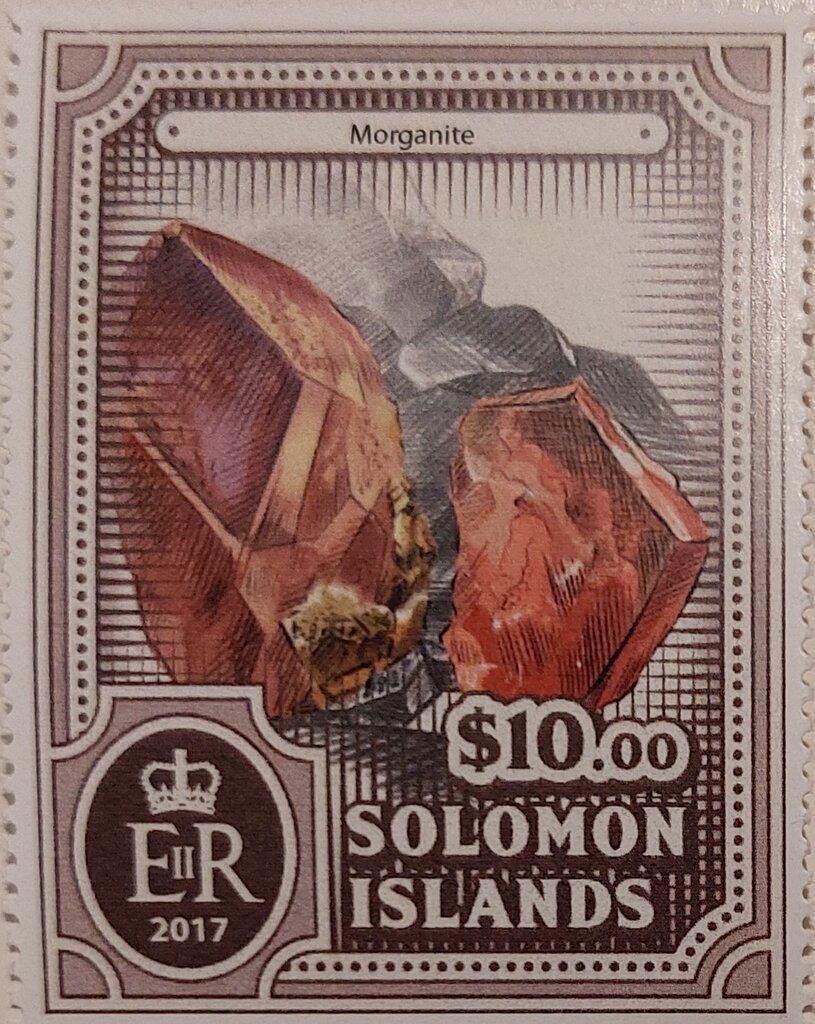 Morganite
$10.00
SOLOMON
ISLANDS
EIIR
2017